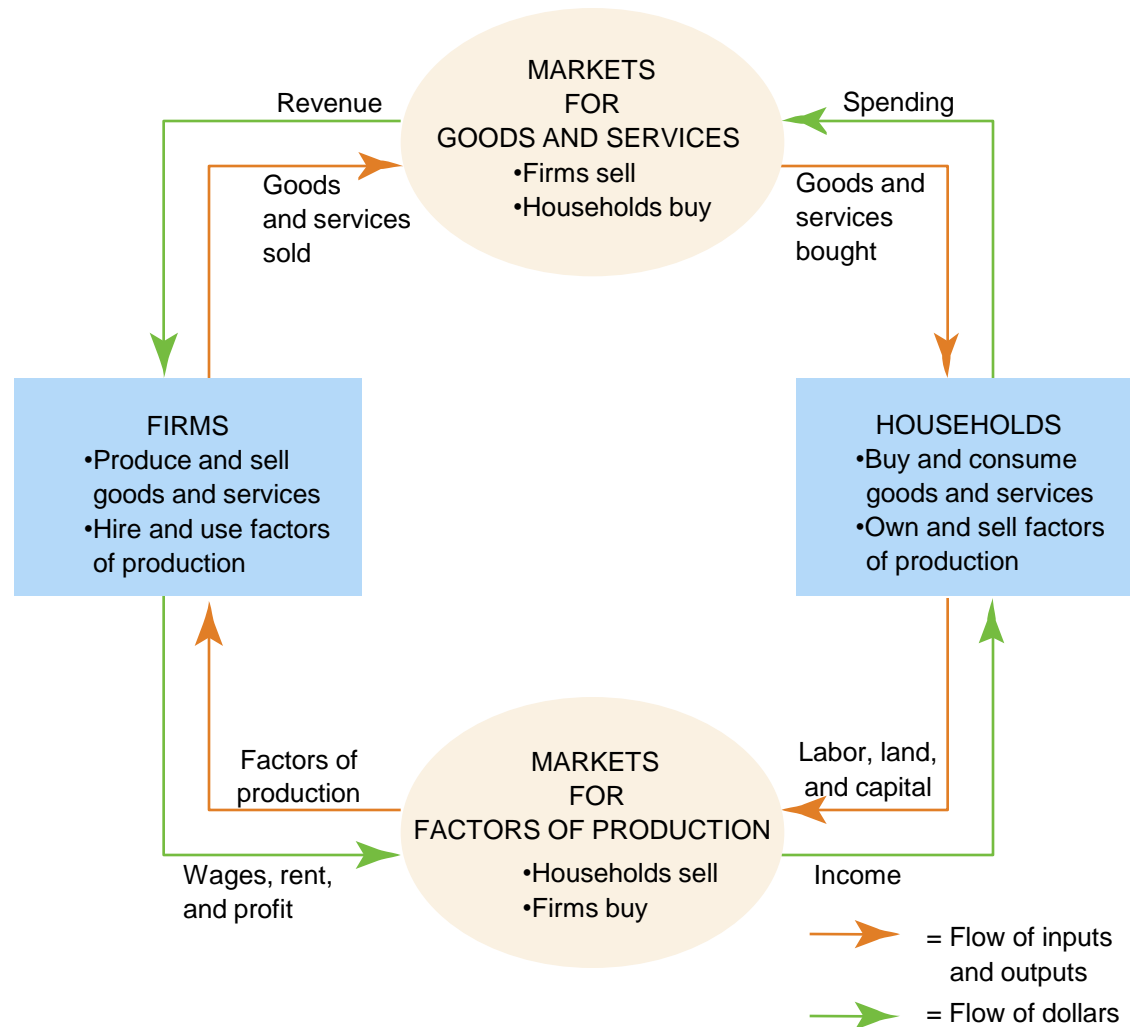 MARKETS
FOR
GOODS AND SERVICES
•Firms sell
•Households buy
Revenue
Spending
Goods
and services
sold
Goods and
services
bought
FIRMS
•Produce and sell
goods and services
•Hire and use factors
of production
HOUSEHOLDS
•Buy and consume
goods and services
•Own and sell factors
of production
Factors of
production
Labor, land,
and capital
MARKETS
FOR
FACTORS OF PRODUCTION
•Households sell
•Firms buy
Wages, rent,
and profit
Income
= Flow of inputs
and outputs
= Flow of dollars